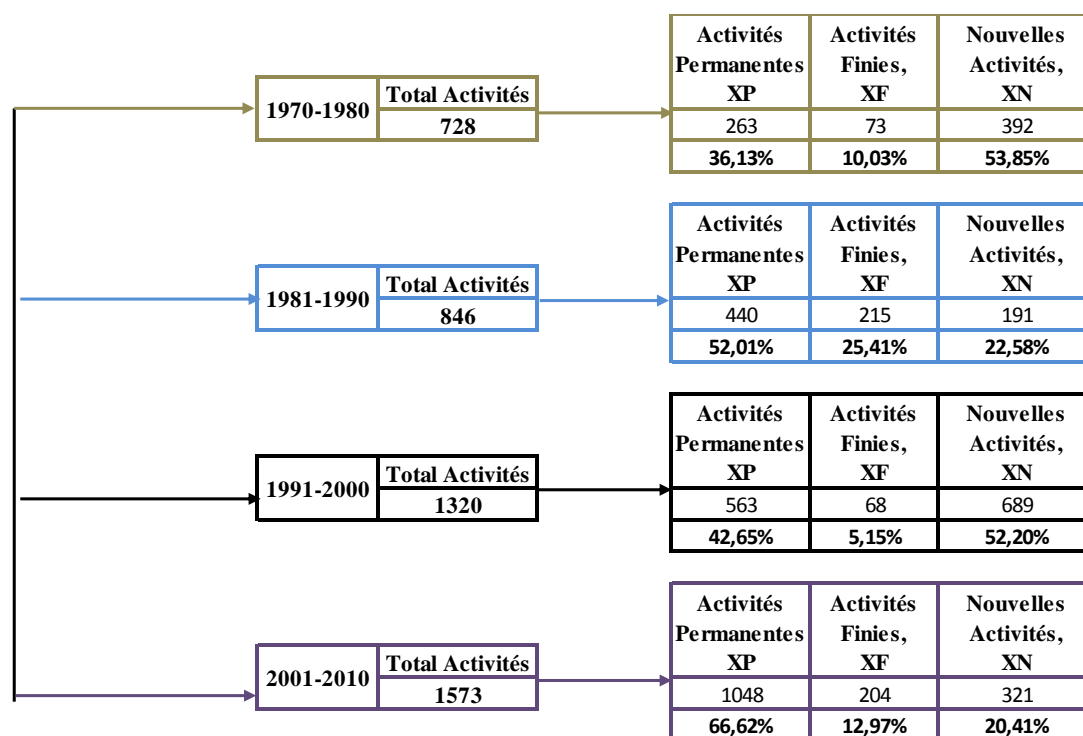 1970-1980
Total Activités
728
Activités Permanentes XP
Activités Finies, XF
Nouvelles Activités, XN
263
73
392
36,13%
10,03%
53,85%
1981-1990
Total Activités
846
Activités Permanentes XP
Activités Finies, XF
Nouvelles Activités, XN
440
215
191
52,01%
25,41%
22,58%
1991-2000
Total Activités
1320
Activités Permanentes XP
Activités Finies, XF
Nouvelles Activités, XN
563
68
689
42,65%
5,15%
52,20%
2001-2010
Total Activités
1573
Activités Permanentes XP
Activités Finies, XF
Nouvelles Activités, XN
1048
204
321
66,62%
12,97%
20,41%